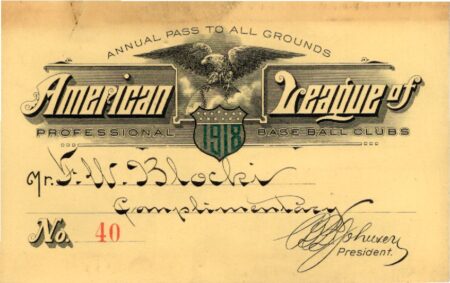 ANNUAL PASS TO ALL GROUNDS
American League of
PROFESSIONAL BASE BALL CLUBS
1918
Mr. F. W. Blocki
Complimentary
No. 40
B B Johnson
President.